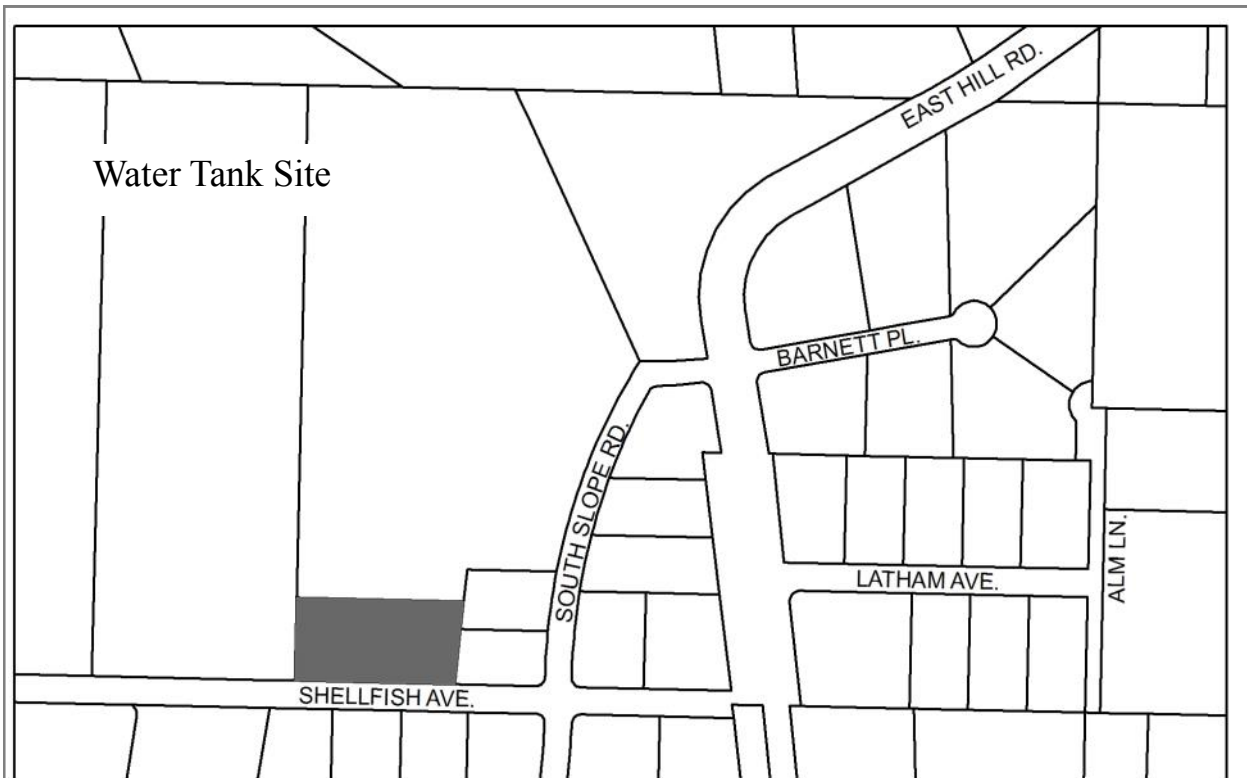 EAST HILL RD.
Water Tank Site
BARNETT PL.
SOUTH SLOPE RD.
ALM LN.
LATHAM AVE.
SHELLFISH AVE.